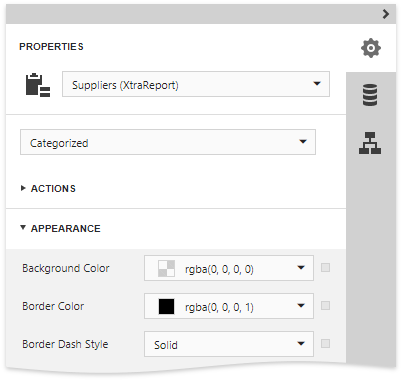 PROPERTIES
Suppliers (XtraReport)
Categorized
ACTIONS
APPEARANCE
Background Color rgba(0, 0, 0, 0)
Border Color rgba(0, 0, 0, 1)
Border Dash Style Solid